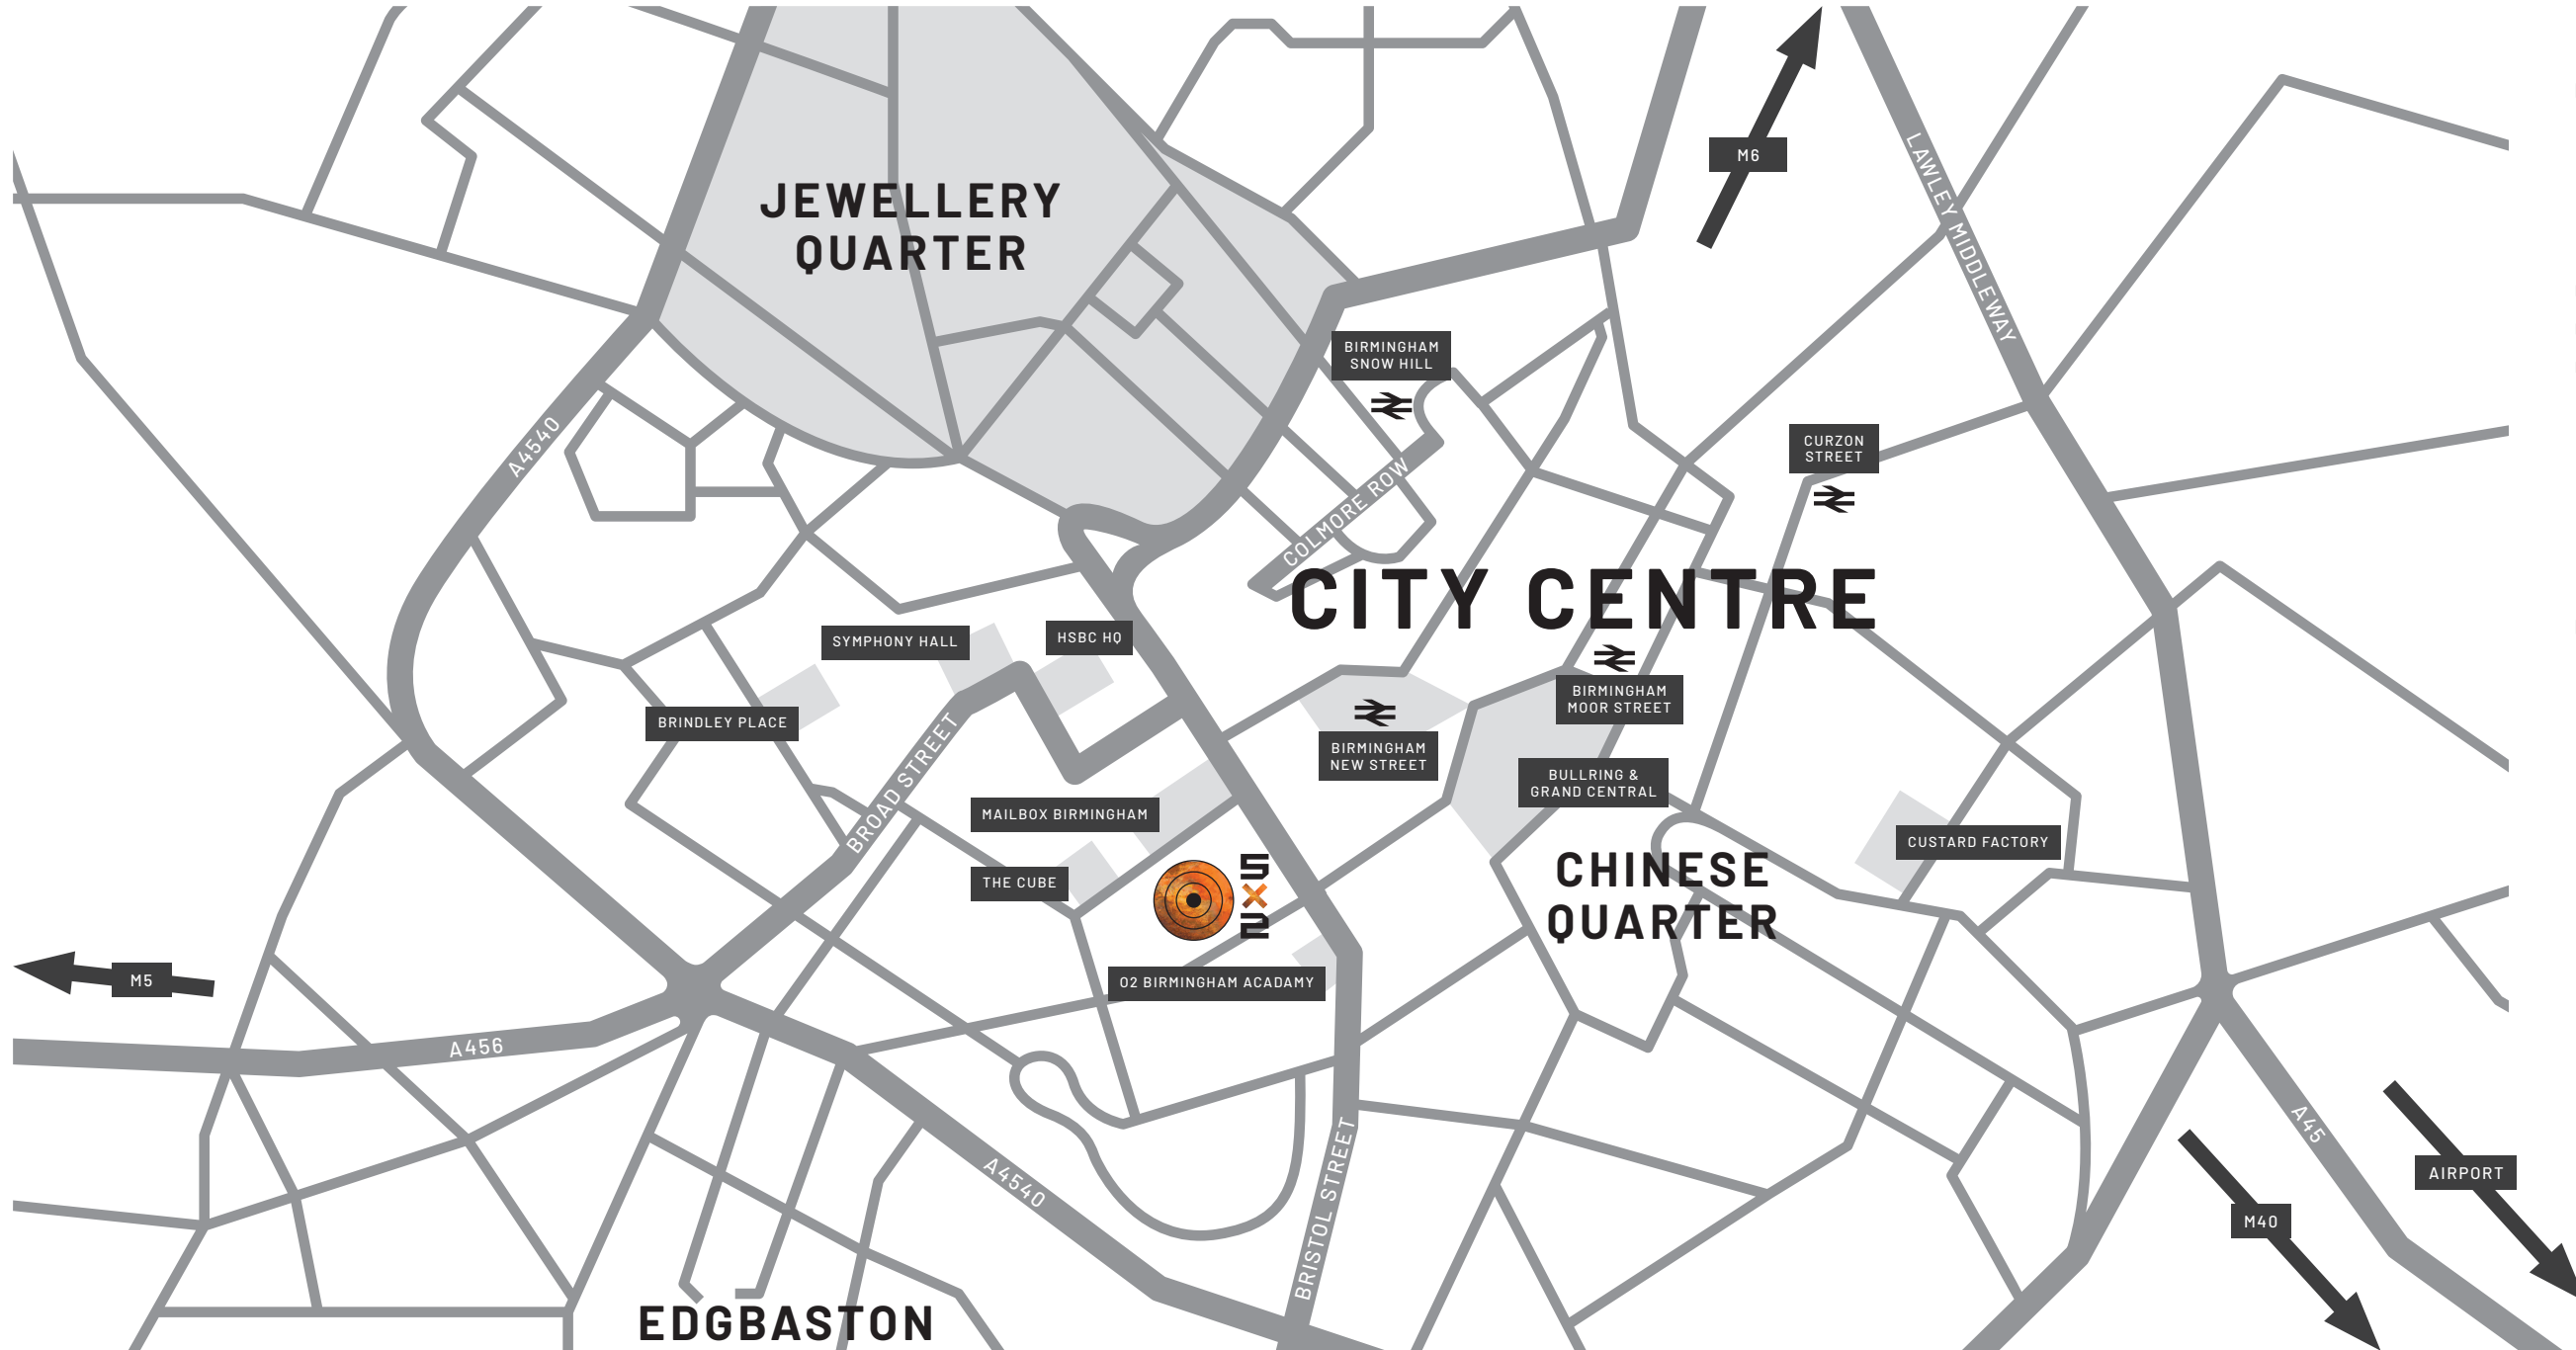 M6
LAWLEY MIDDLEWAY
JEWELLERY
QUARTER
BIRMINGHAM
SNOW HILL
A4540
CURZON
STREET
COLMORE ROW
CITY CENTRE
SYMPHONY HALL
HSBC HQ
BIRMINGHAM
MOOR STREET
BRINDLEY PLACE
BROAD STREET
BIRMINGHAM
NEW STREET
BULLRING &
GRAND CENTRAL
MAILBOX BIRMINGHAM
CUSTARD FACTORY
THE CUBE
5x2
CHINESE
QUARTER
M5
O2 BIRMINGHAM ACADAMY
A456
A4540
BRISTOL STREET
A45
AIRPORT
M40
EDGBASTON